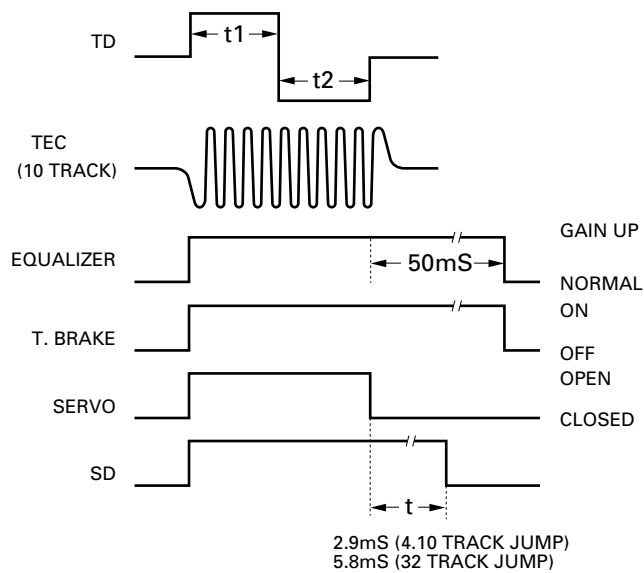 TD
t1
t2
TEC
(10 TRACK)
GAIN UP
EQUALIZER
50mS
NORMAL
ON
T. BRAKE
OFF
OPEN
SERVO
CLOSED
SD
t
2.9mS (4.10 TRACK JUMP)
5.8mS (32 TRACK JUMP)